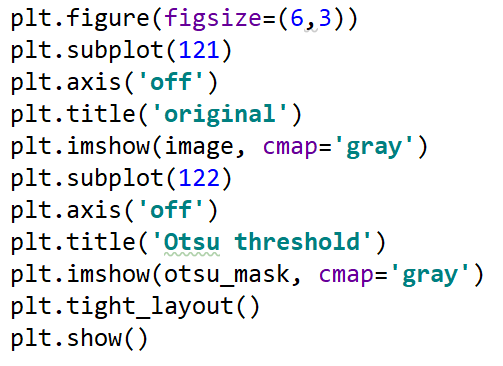 plt.figure(figsize=(6,3))
plt.subplot(121)
plt.axis('off')
plt.title('original')
plt.imshow(image, cmap='gray')
plt.subplot(122)
plt.axis('off')
plt.title('Otsu threshold')
plt.imshow(otsu_mask, cmap='gray')
plt.tight_layout()
plt.show()